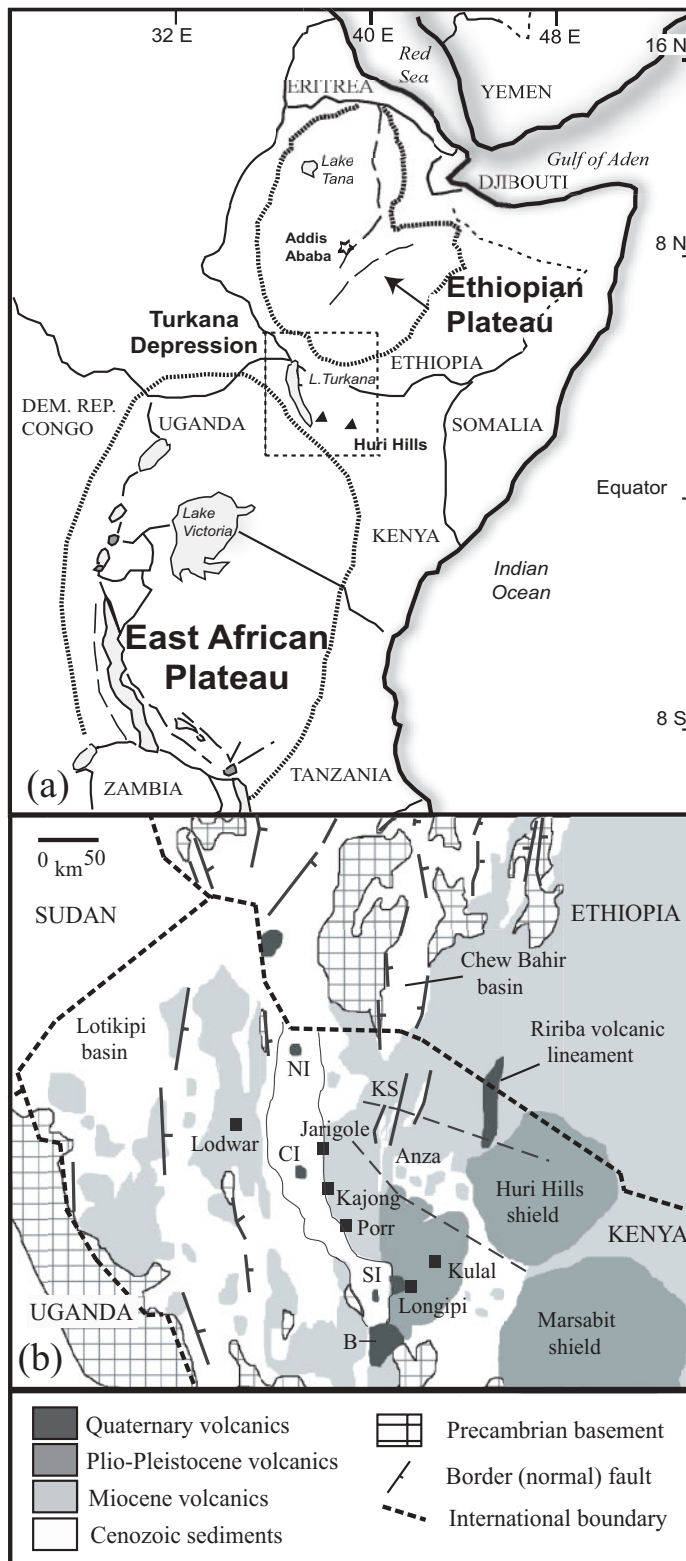 32 E
40 E
48 E
16 N
Red
Sea
YEMEN
ERITREA
Gulf of Aden
Lake
Tana
DJIBOUTI
Addis
Ababa
8 N
Ethiopian
Plateau
Turkana
Depression
ETHIOPIA
L.Turkana
DEM. REP.
CONGO
UGANDA
SOMALIA
Huri Hills
Equator
Lake
Victoria
KENYA
Indian
Ocean
East African
Plateau
8 S
(a)
ZAMBIA
TANZANIA
0 km 50
SUDAN
ETHIOPIA
Chew Bahir
basin
Lotikipi
basin
Ririba volcanic
lineament
NI
KS
Lodwar
Jarigole
CI
Anza
Kajong
Huri Hills
shield
Porr
KENYA
SI
Kulal
Longipi
UGANDA
Marsabit
shield
B
(b)
Quaternary volcanics
Plio-Pleistocene volcanics
Miocene volcanics
Cenozoic sediments
Precambrian basement
Border (normal) fault
International boundary